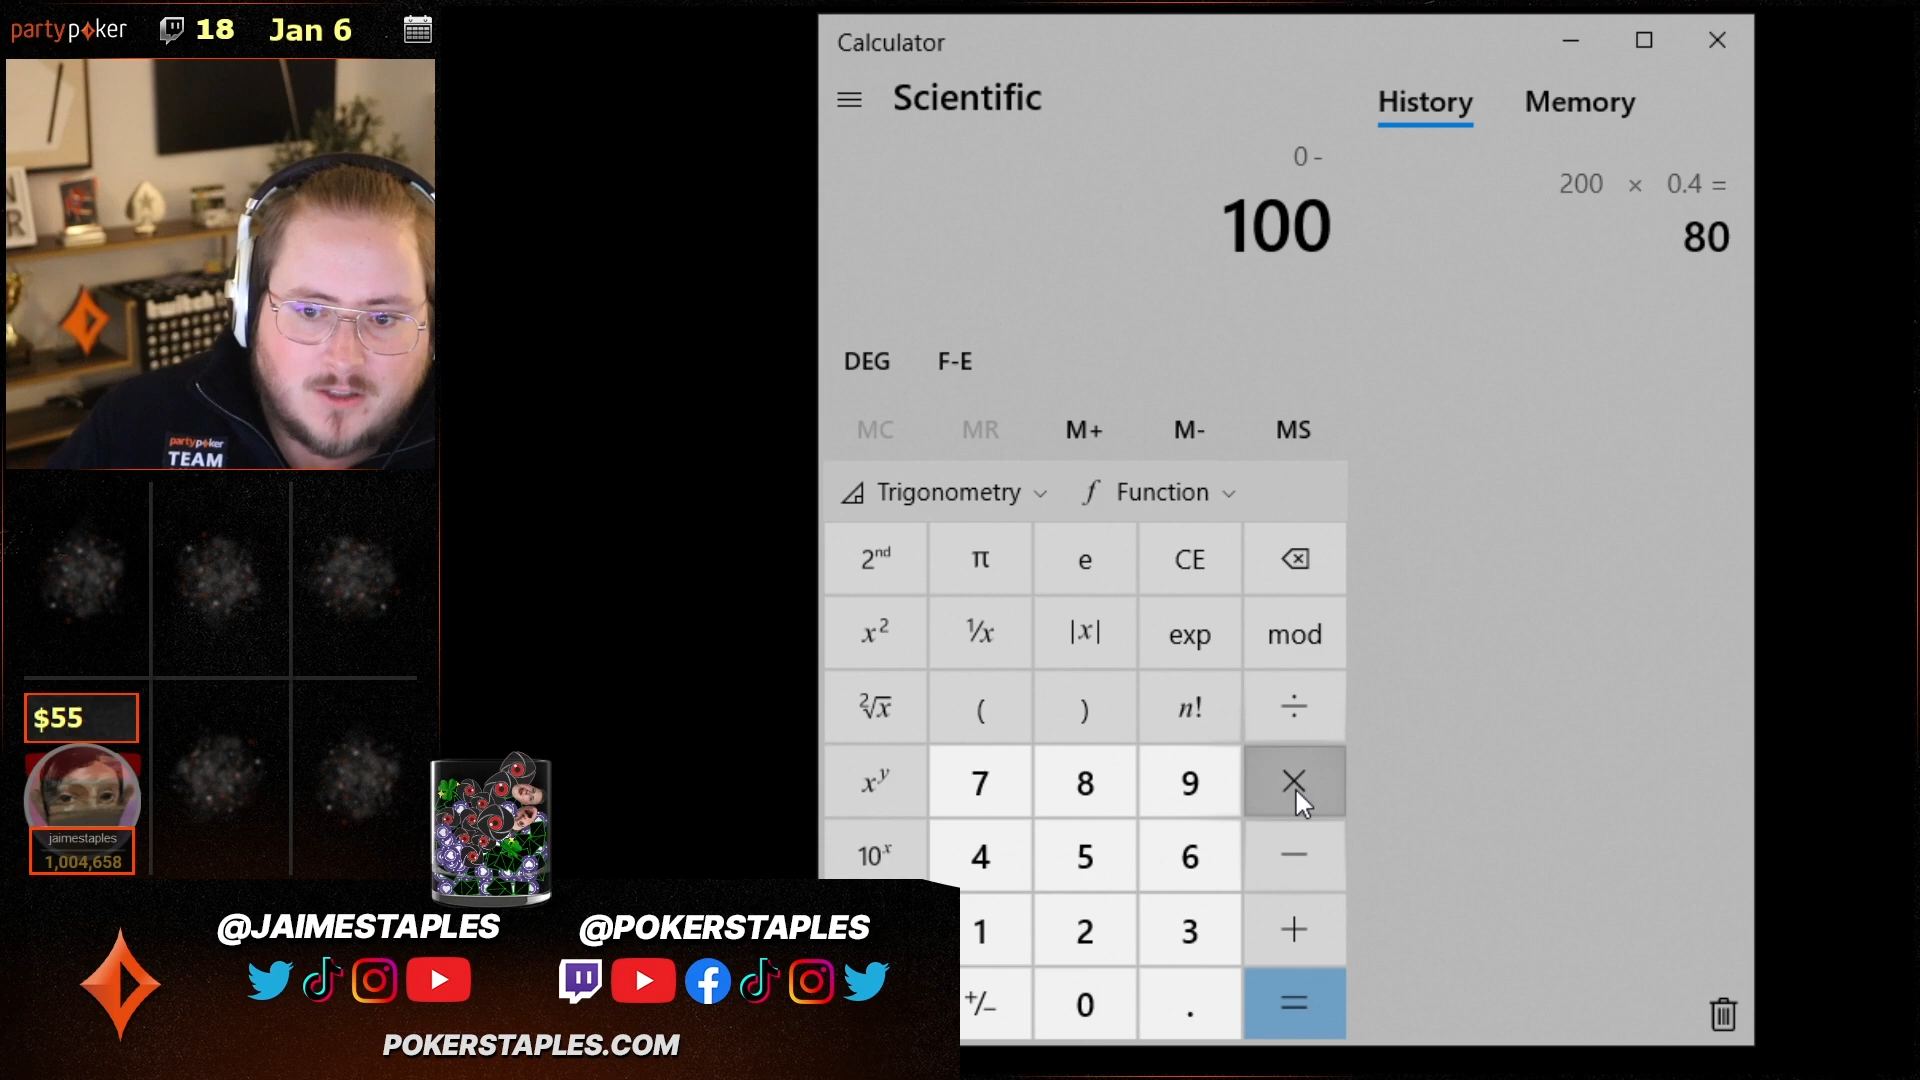 partypoker 18 Jan 6
partypoker
TEAM
$55
jaimestaples
1,004,658
@JAIMESTAPLES
@POKERSTAPLES
POKERSTAPLES.COM
Calculator
Scientific
0 -
100
DEG F-E
MC MR M+ M- MS
Trigonometry f Function
2nd π e CE
x2 1/x |x| exp mod
2√x ( ) n! ÷
xy 7 8 9 ×
10x 4 5 6 −
1 2 3 +
+/− 0 . =
History Memory
200 × 0.4 =
80